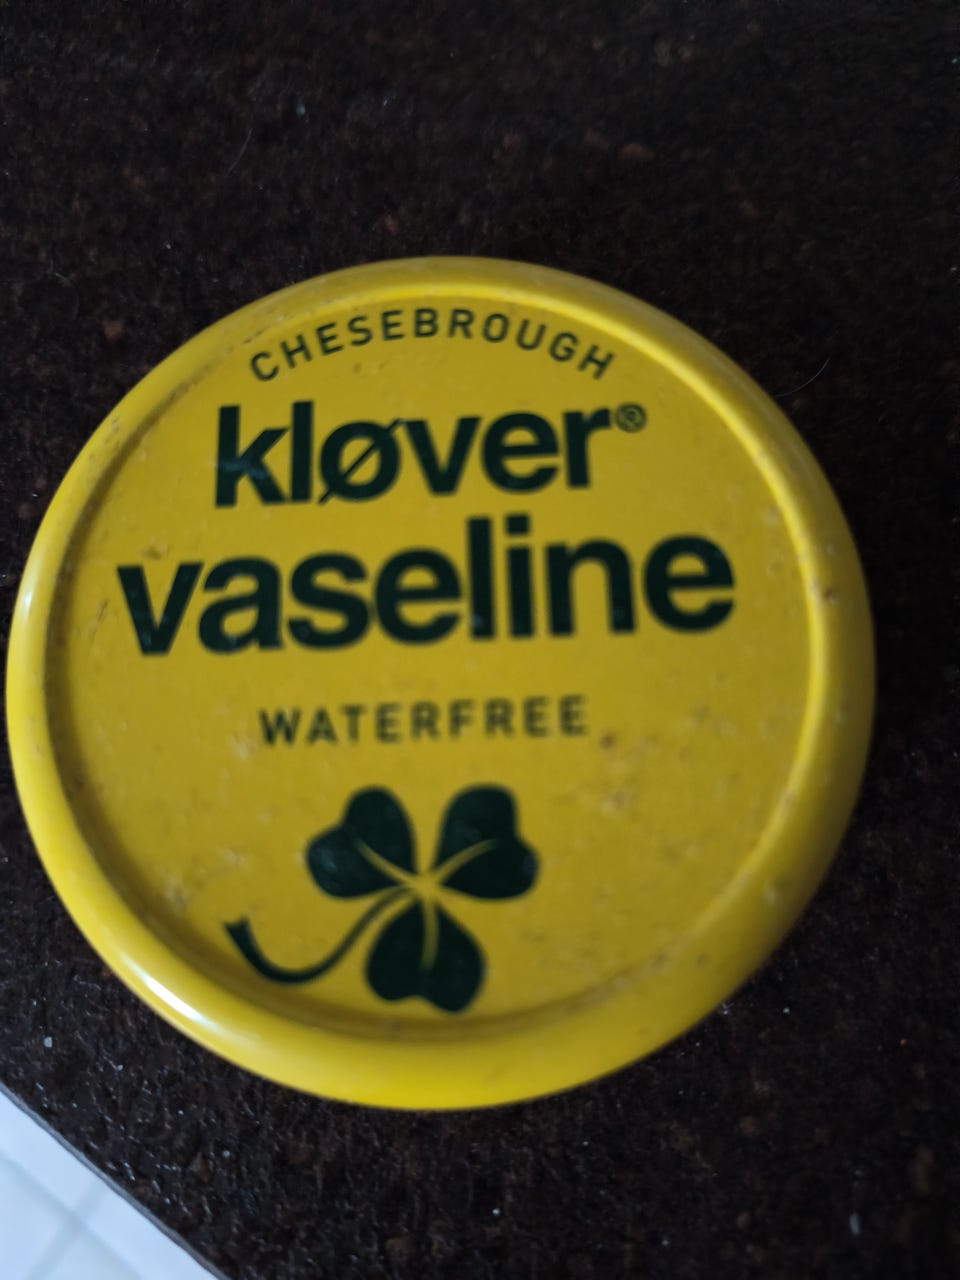 CHESEBROUGH
kløver®
vaseline
WATERFREE